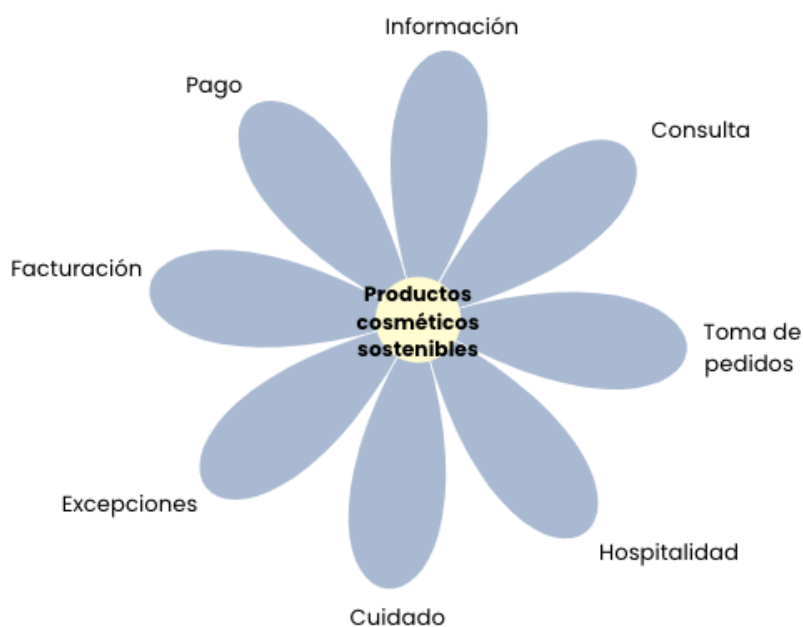 Información
Pago
Consulta
Facturación
Productos
cosméticos
sostenibles
Toma de
pedidos
Excepciones
Hospitalidad
Cuidado